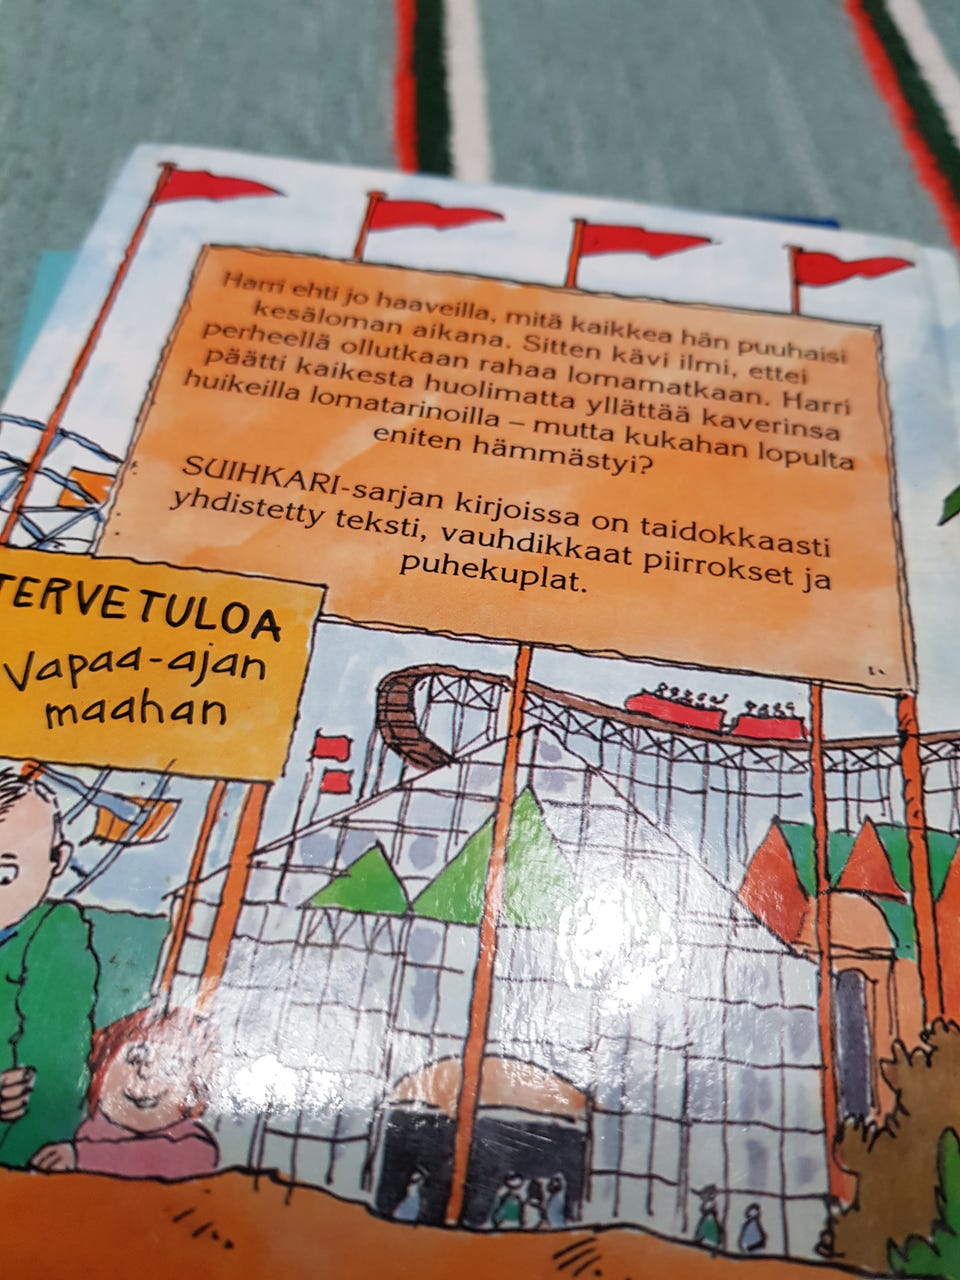 Harri ehti jo haaveilla, mitä kaikkea hän puuhaisi
kesäloman aikana. Sitten kävi ilmi, ettei
perheellä ollutkaan rahaa lomamatkaan. Harri
päätti kaikesta huolimatta yllättää kaverinsa
huikeilla lomatarinoilla – mutta kukahan lopulta
eniten hämmästyi?
SUIHKARI-sarjan kirjoissa on taidokkaasti
yhdistetty teksti, vauhdikkaat piirrokset ja
puhekuplat.
TERVETULOA
Vapaa-ajan
maahan